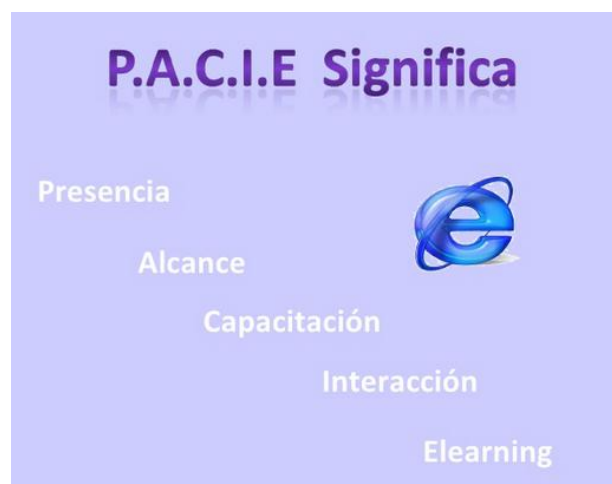 P.A.C.I.E Significa
Presencia
Alcance
Capacitación
Interacción
Elearning